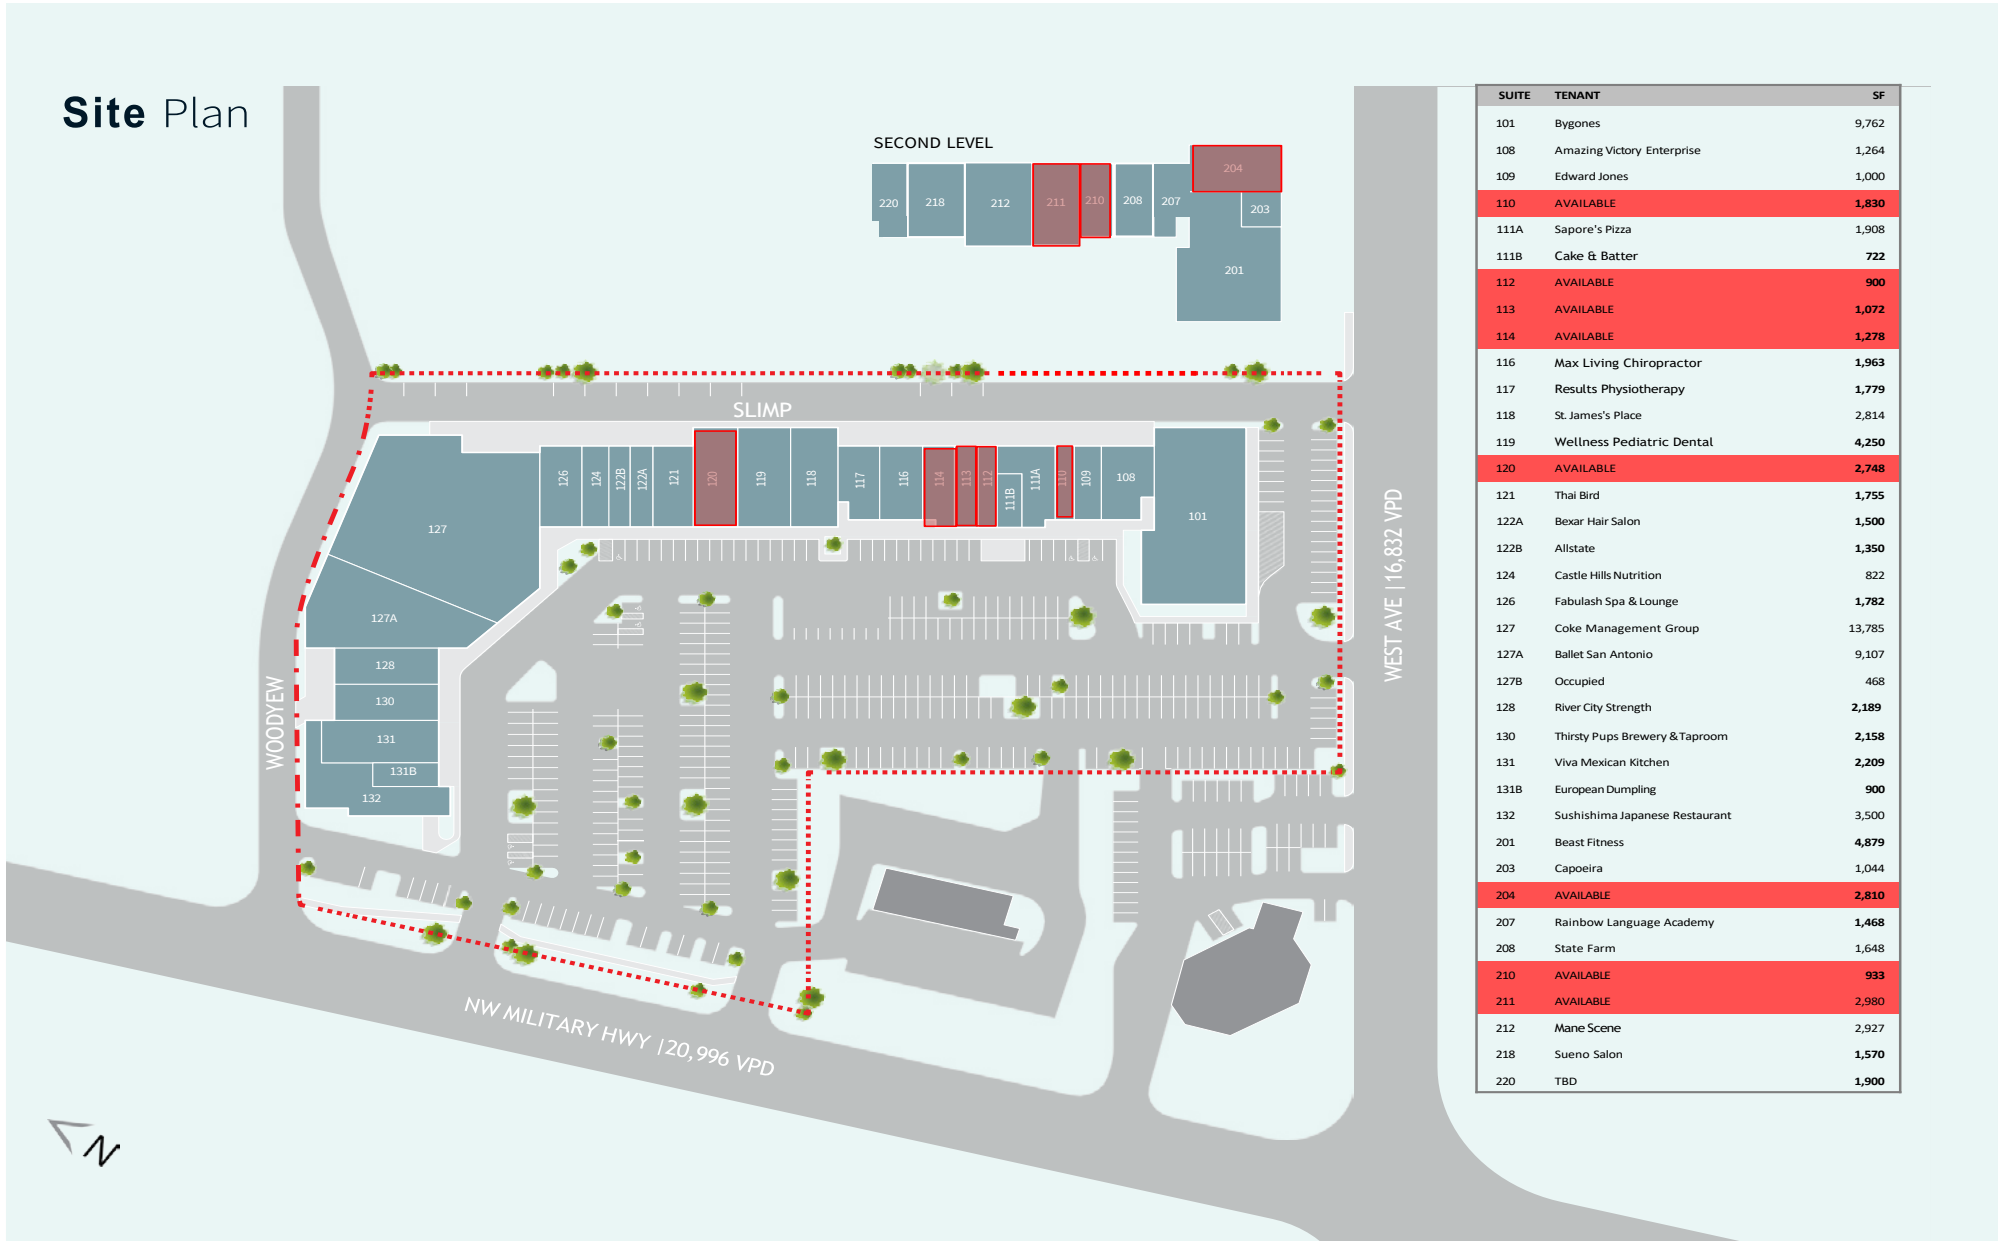 Site Plan
SECOND LEVEL
220
218
212
211
210
208
207
204
203
201
SLIMP
126
124
122B
122A
121
120
119
118
117
116
114
113
112
111B
111A
110
109
108
101
127
127A
128
130
131
131B
132
WOODYEW
WEST AVE | 16,832 VPD
NW MILITARY HWY | 20,996 VPD
N
SUITE TENANT SF
101 Bygones 9,762
108 Amazing Victory Enterprise 1,264
109 Edward Jones 1,000
110 AVAILABLE 1,830
111A Sapore's Pizza 1,908
111B Cake & Batter 722
112 AVAILABLE 900
113 AVAILABLE 1,072
114 AVAILABLE 1,278
116 Max Living Chiropractor 1,963
117 Results Physiotherapy 1,779
118 St. James's Place 2,814
119 Wellness Pediatric Dental 4,250
120 AVAILABLE 2,748
121 Thai Bird 1,755
122A Bexar Hair Salon 1,500
122B Allstate 1,350
124 Castle Hills Nutrition 822
126 Fabulash Spa & Lounge 1,782
127 Coke Management Group 13,785
127A Ballet San Antonio 9,107
127B Occupied 468
128 River City Strength 2,189
130 Thirsty Pups Brewery & Taproom 2,158
131 Viva Mexican Kitchen 2,209
131B European Dumpling 900
132 Sushishima Japanese Restaurant 3,500
201 Beast Fitness 4,879
203 Capoeira 1,044
204 AVAILABLE 2,810
207 Rainbow Language Academy 1,468
208 State Farm 1,648
210 AVAILABLE 933
211 AVAILABLE 2,980
212 Mane Scene 2,927
218 Sueno Salon 1,570
220 TBD 1,900